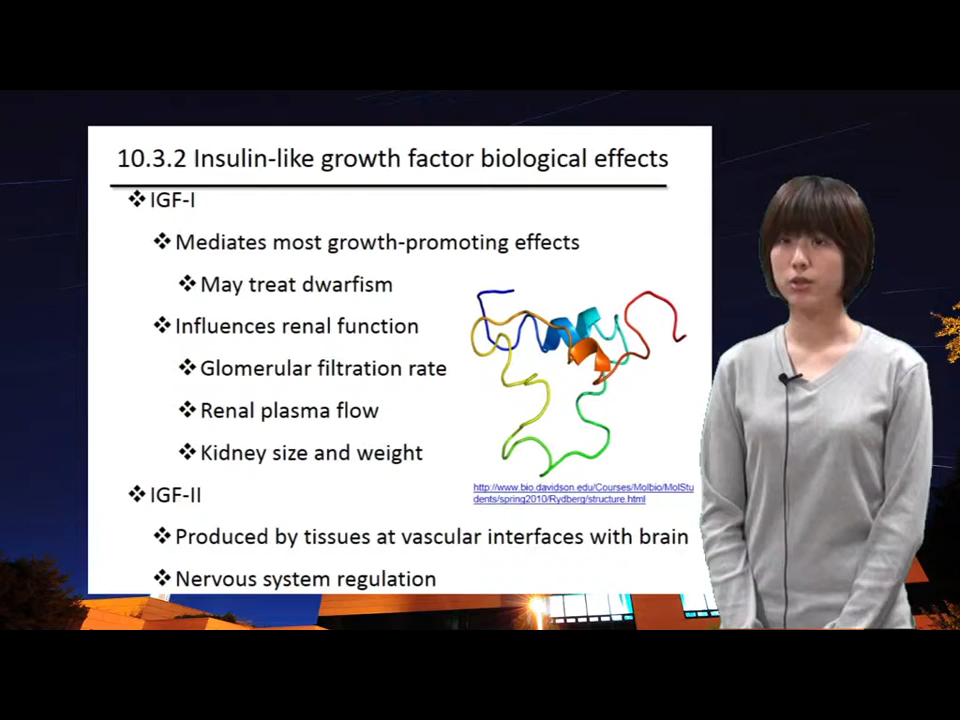 10.3.2 Insulin-like growth factor biological effects
❖IGF-I
❖Mediates most growth-promoting effects
❖May treat dwarfism
❖Influences renal function
❖Glomerular filtration rate
❖Renal plasma flow
❖Kidney size and weight
http://www.bio.davidson.edu/Courses/Molbio/MolStu
dents/spring2010/Rydberg/structure.html
❖IGF-II
❖Produced by tissues at vascular interfaces with brain
❖Nervous system regulation